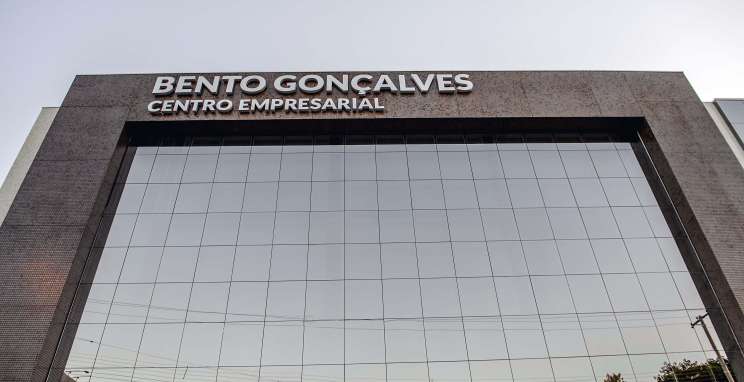 BENTO GONÇALVES
CENTRO EMPRESARIAL